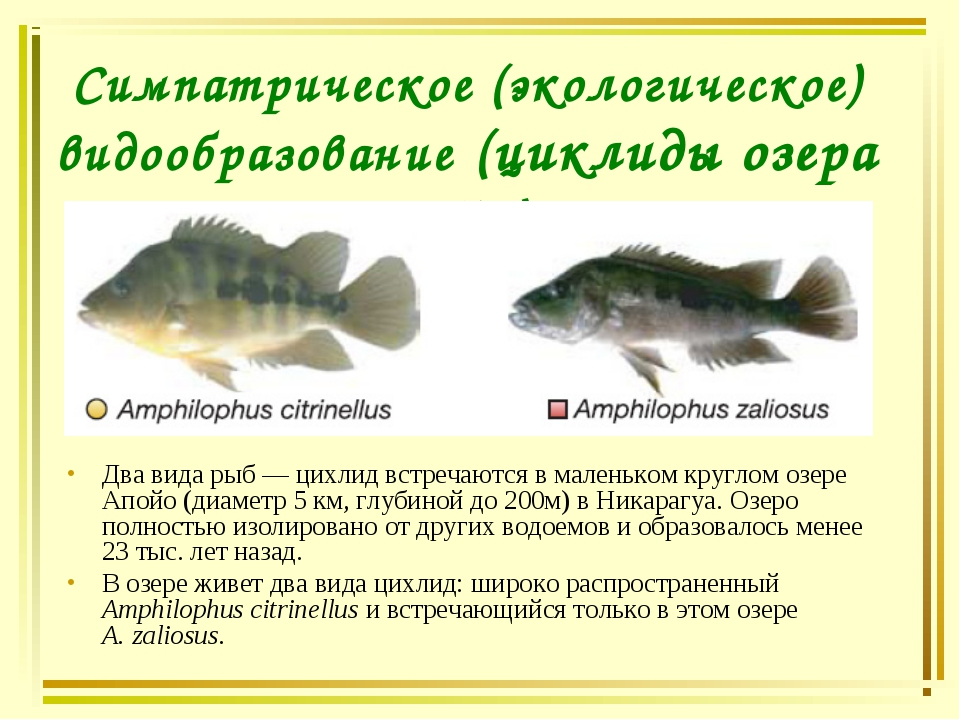 Симпатрическое (экологическое)
видообразование (циклиды озера
Amphilophus citrinellus
Amphilophus zaliosus
• Два вида рыб — цихлид встречаются в маленьком круглом озере
Апойо (диаметр 5 км, глубиной до 200м) в Никарагуа. Озеро
полностью изолировано от других водоемов и образовалось менее
23 тыс. лет назад.
• В озере живет два вида цихлид: широко распространенный
Amphilophus citrinellus и встречающийся только в этом озере
A. zaliosus.